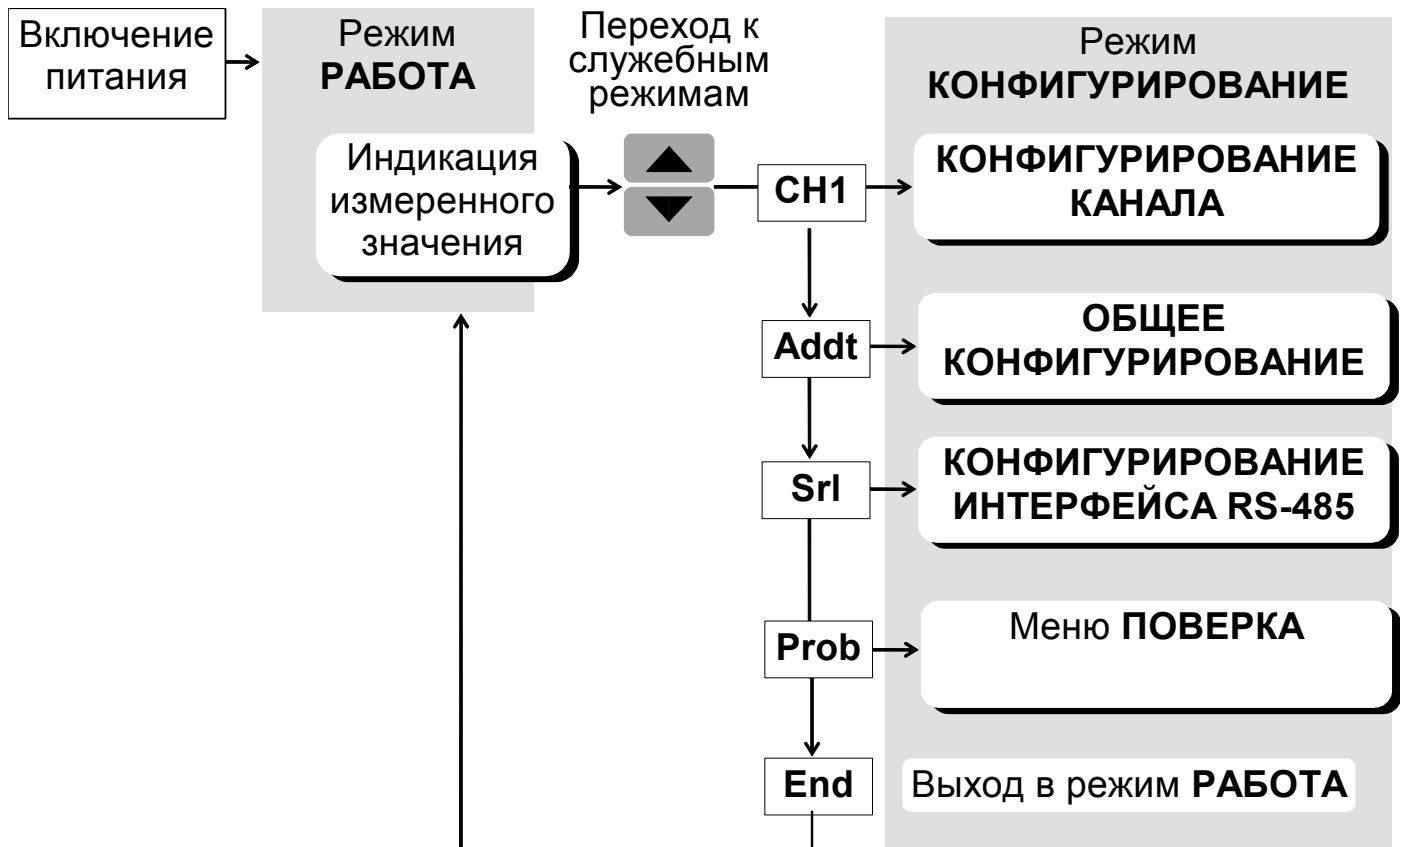 Включение
питания
Режим
РАБОТА
Индикация
измеренного
значения
Переход к
служебным
режимам
Режим
КОНФИГУРИРОВАНИЕ
CH1
КОНФИГУРИРОВАНИЕ
КАНАЛА
Addt
ОБЩЕЕ
КОНФИГУРИРОВАНИЕ
Srl
КОНФИГУРИРОВАНИЕ
ИНТЕРФЕЙСА RS-485
Prob
Меню ПОВЕРКА
End
Выход в режим РАБОТА